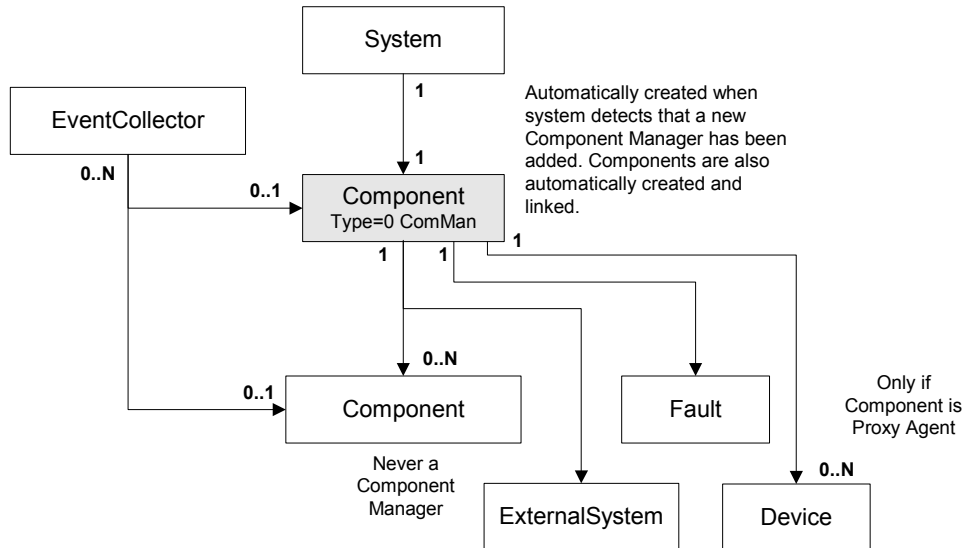 System
1
Automatically created when
system detects that a new
Component Manager has been
added. Components are also
automatically created and
linked.
EventCollector
0..N
0..1
1
Component
Type=0 ComMan
1
1
1
0..N
0..1
Component
Never a
Component
Manager
Fault
Only if
Component is
Proxy Agent
0..N
ExternalSystem
Device